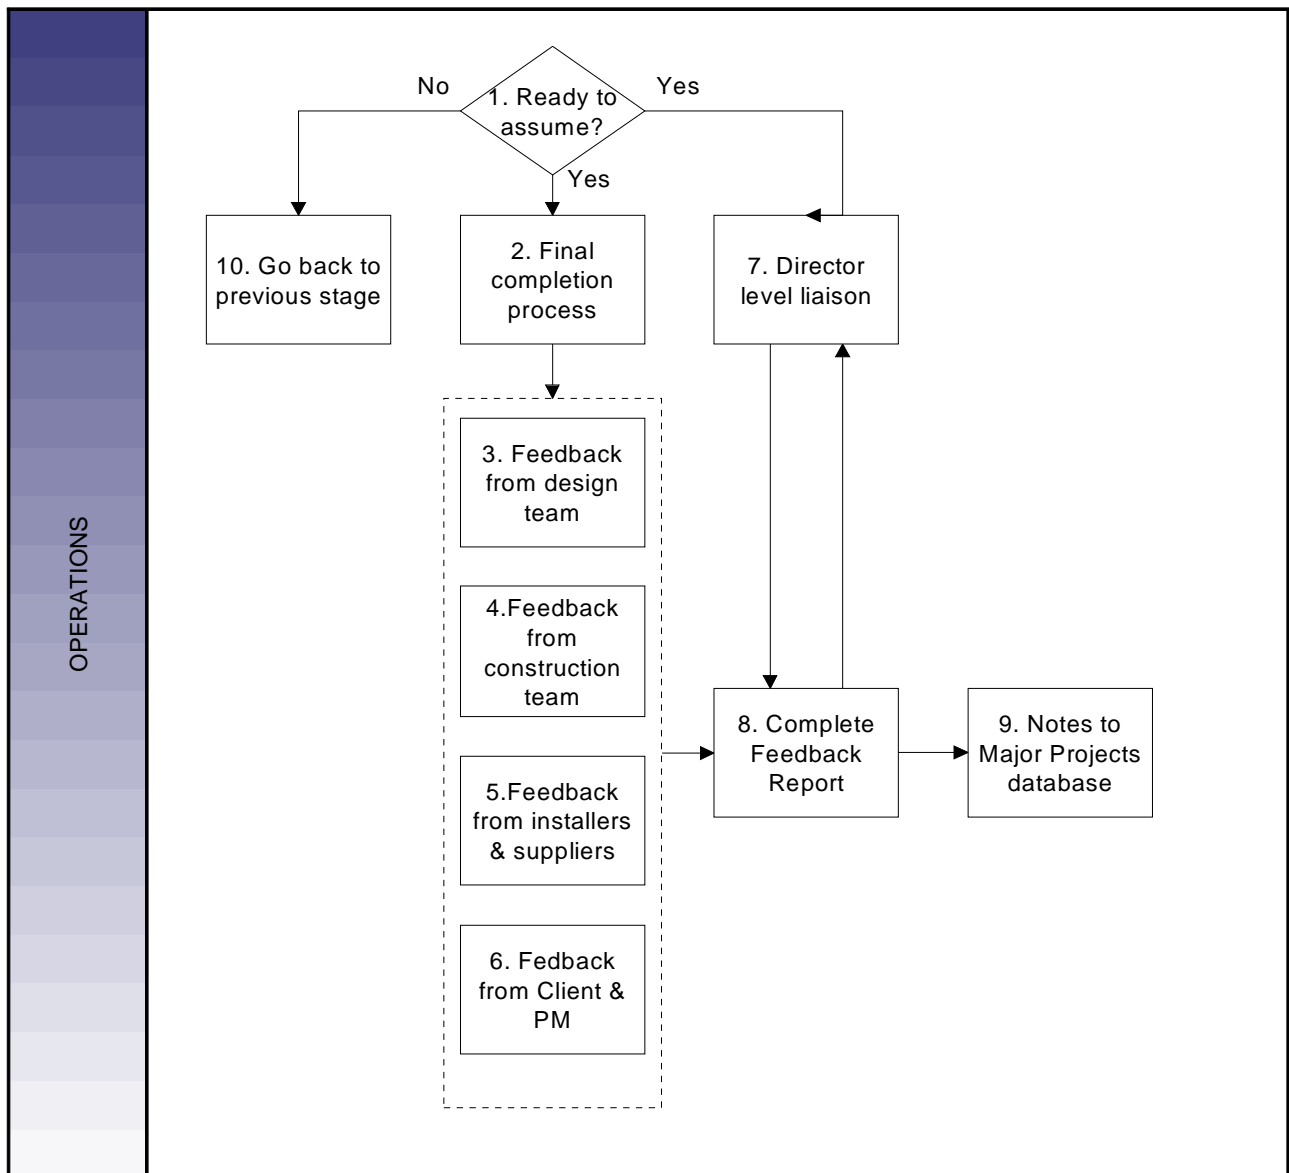 OPERATIONS
No
1. Ready to
assume?
Yes
Yes
10. Go back to
previous stage
2. Final
completion
process
7. Director
level liaison
3. Feedback
from design
team
4.Feedback
from
construction
team
5.Feedback
from installers
& suppliers
6. Fedback
from Client &
PM
8. Complete
Feedback
Report
9. Notes to
Major Projects
database